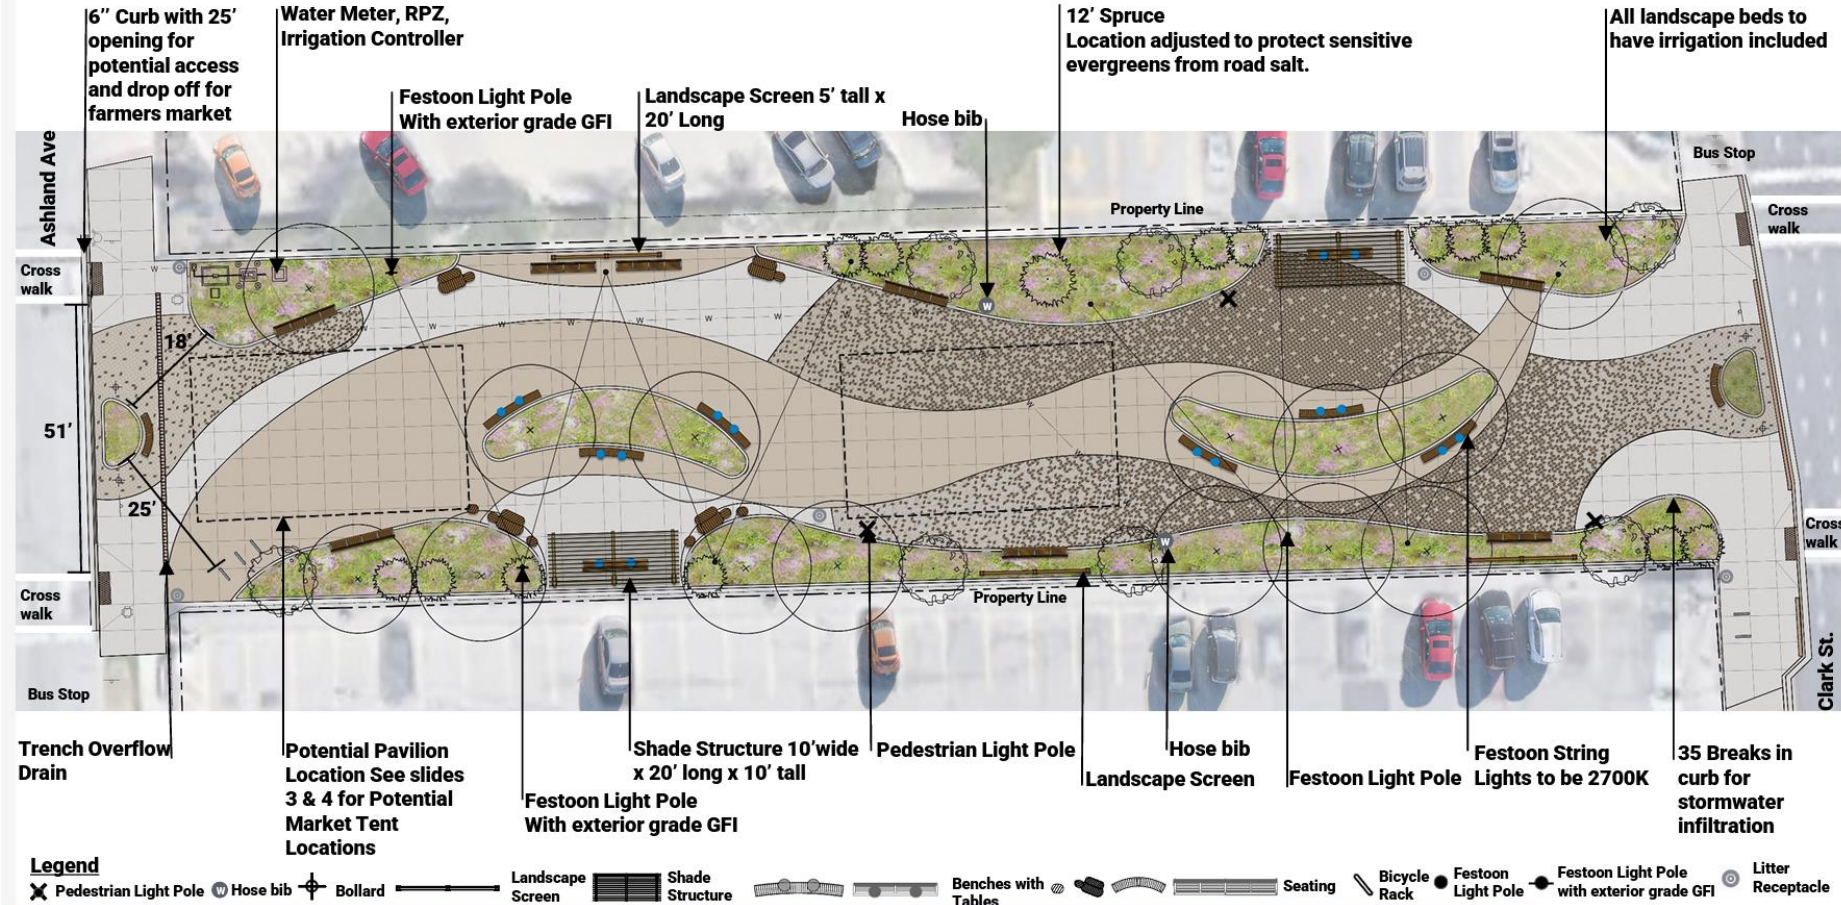 6’’ Curb with 25’
opening for
potential access
and drop off for
farmers market
Water Meter, RPZ,
Irrigation Controller
Festoon Light Pole
With exterior grade GFI
Landscape Screen 5’ tall x
20’ Long
Hose bib
12’ Spruce
Location adjusted to protect sensitive
evergreens from road salt.
All landscape beds to
have irrigation included
Ashland Ave
Bus Stop
Property Line
Cross
walk
Cross
walk
W
W
W
W
W
W
W
W
W
18’
51’
25’
Cross
walk
W
Cross
walk
Property Line
Bus Stop
Clark St.
Trench Overflow
Drain
Potential Pavilion
Location See slides
3 & 4 for Potential
Market Tent
Locations
Festoon Light Pole
With exterior grade GFI
Shade Structure 10’wide
x 20’ long x 10’ tall
Pedestrian Light Pole
Landscape Screen
Hose bib
Festoon Light Pole
Festoon String
Lights to be 2700K
35 Breaks in
curb for
stormwater
infiltration
Legend
Pedestrian Light Pole
W
Hose bib
Bollard
Landscape
Screen
Shade
Structure
Benches with
Tables
Seating
Bicycle
Rack
Festoon
Light Pole
Festoon Light Pole
with exterior grade GFI
Litter
Receptacle